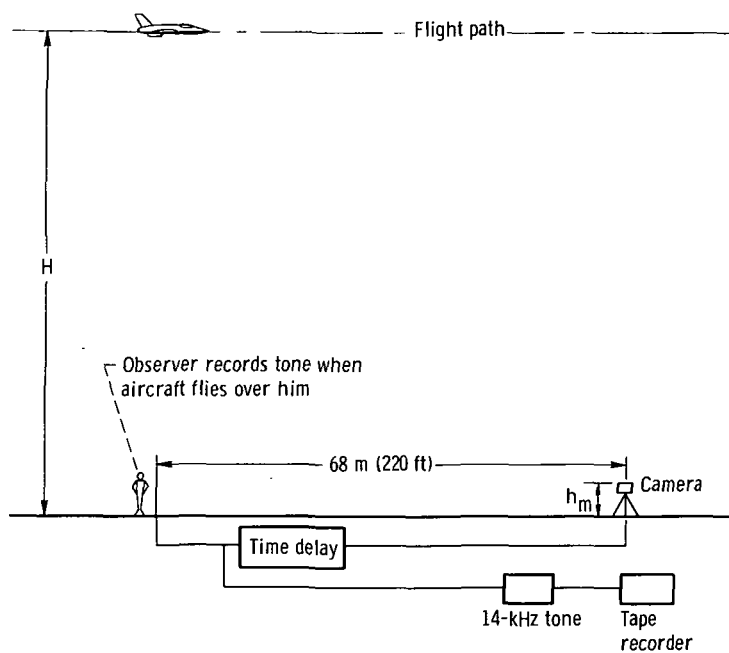 Flight path
H
Observer records tone when
aircraft flies over him
68 m (220 ft)
hm
Camera
Time delay
14-kHz tone
Tape
recorder